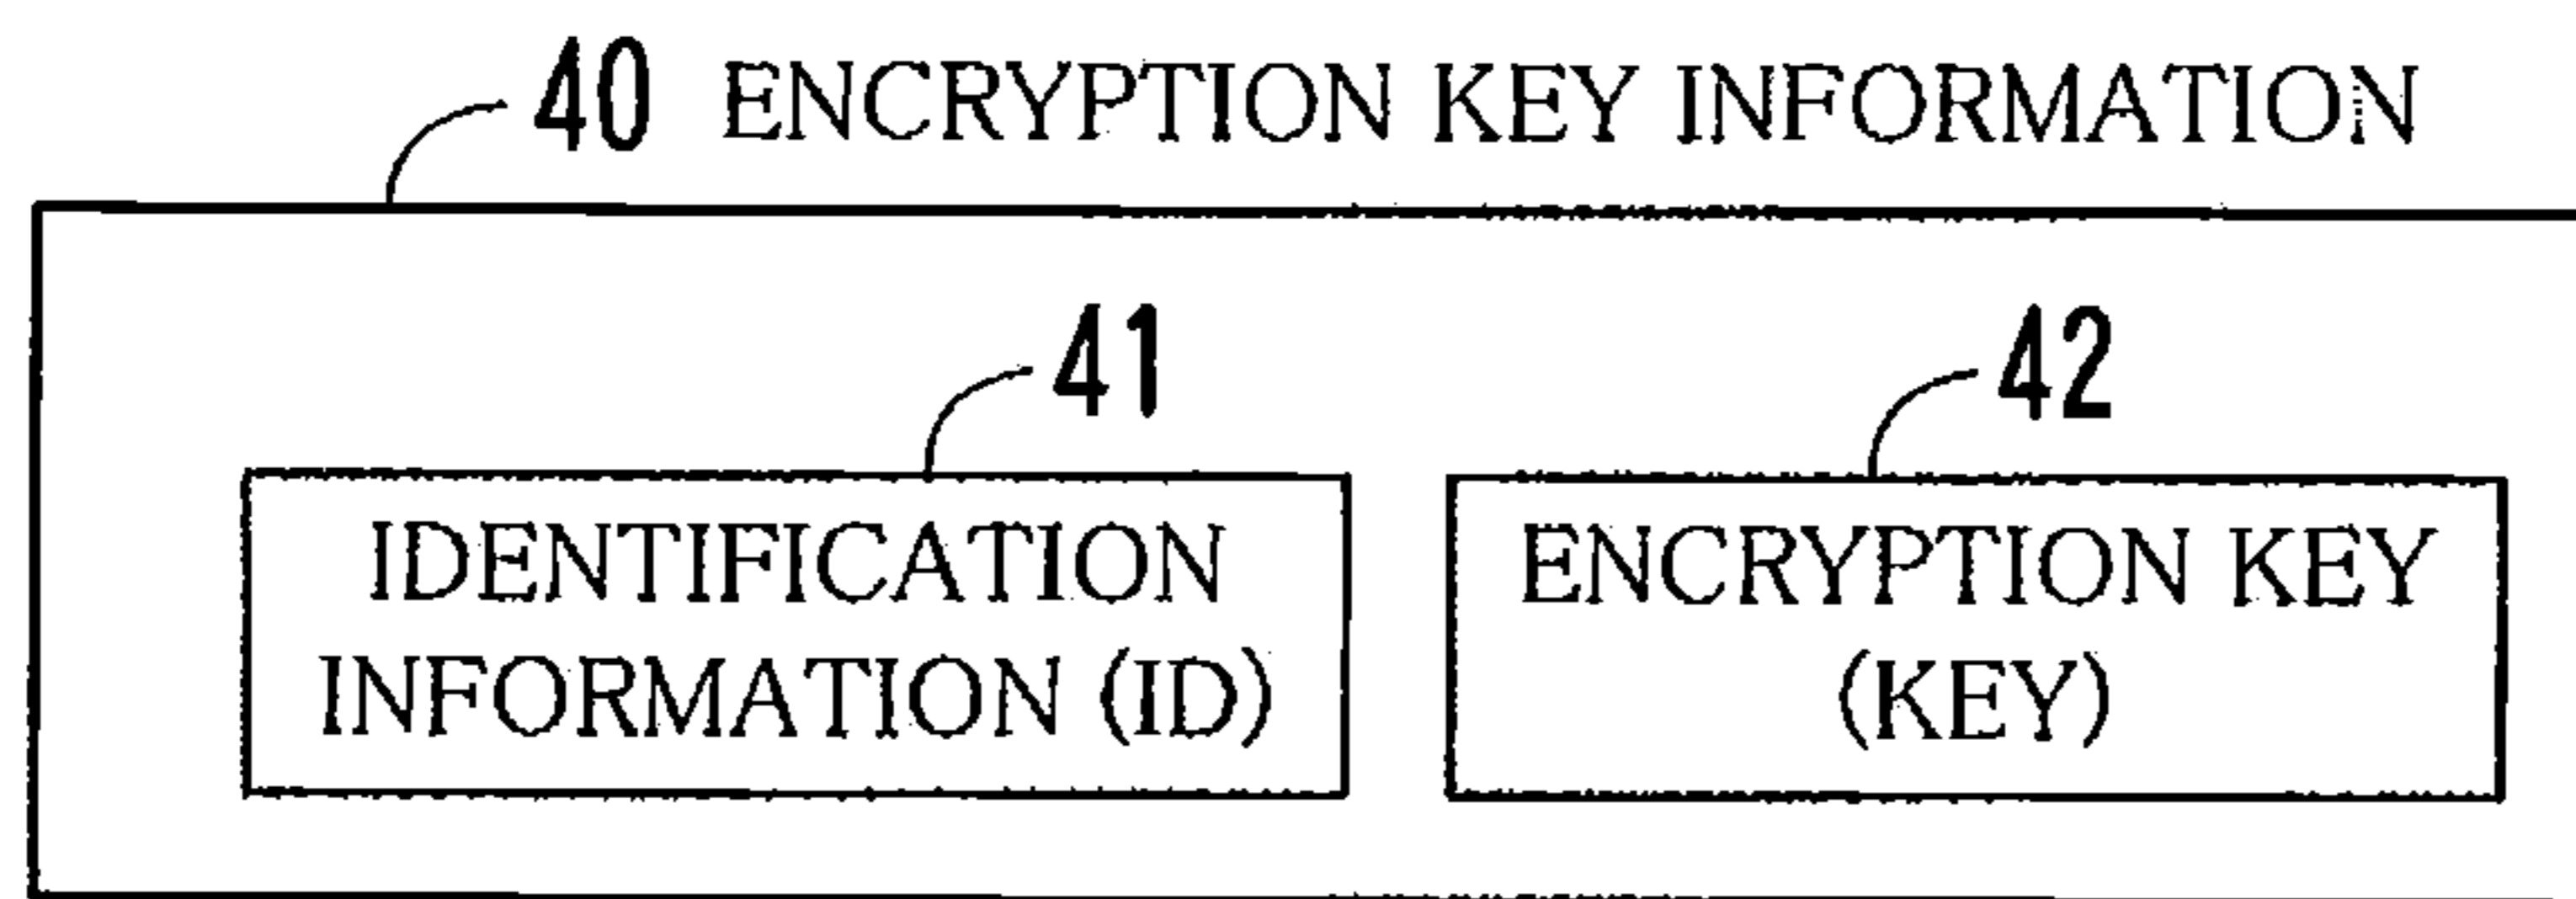 40 ENCRYPTION KEY INFORMATION
41
42
IDENTIFICATION
INFORMATION (ID)
ENCRYPTION KEY
(KEY)